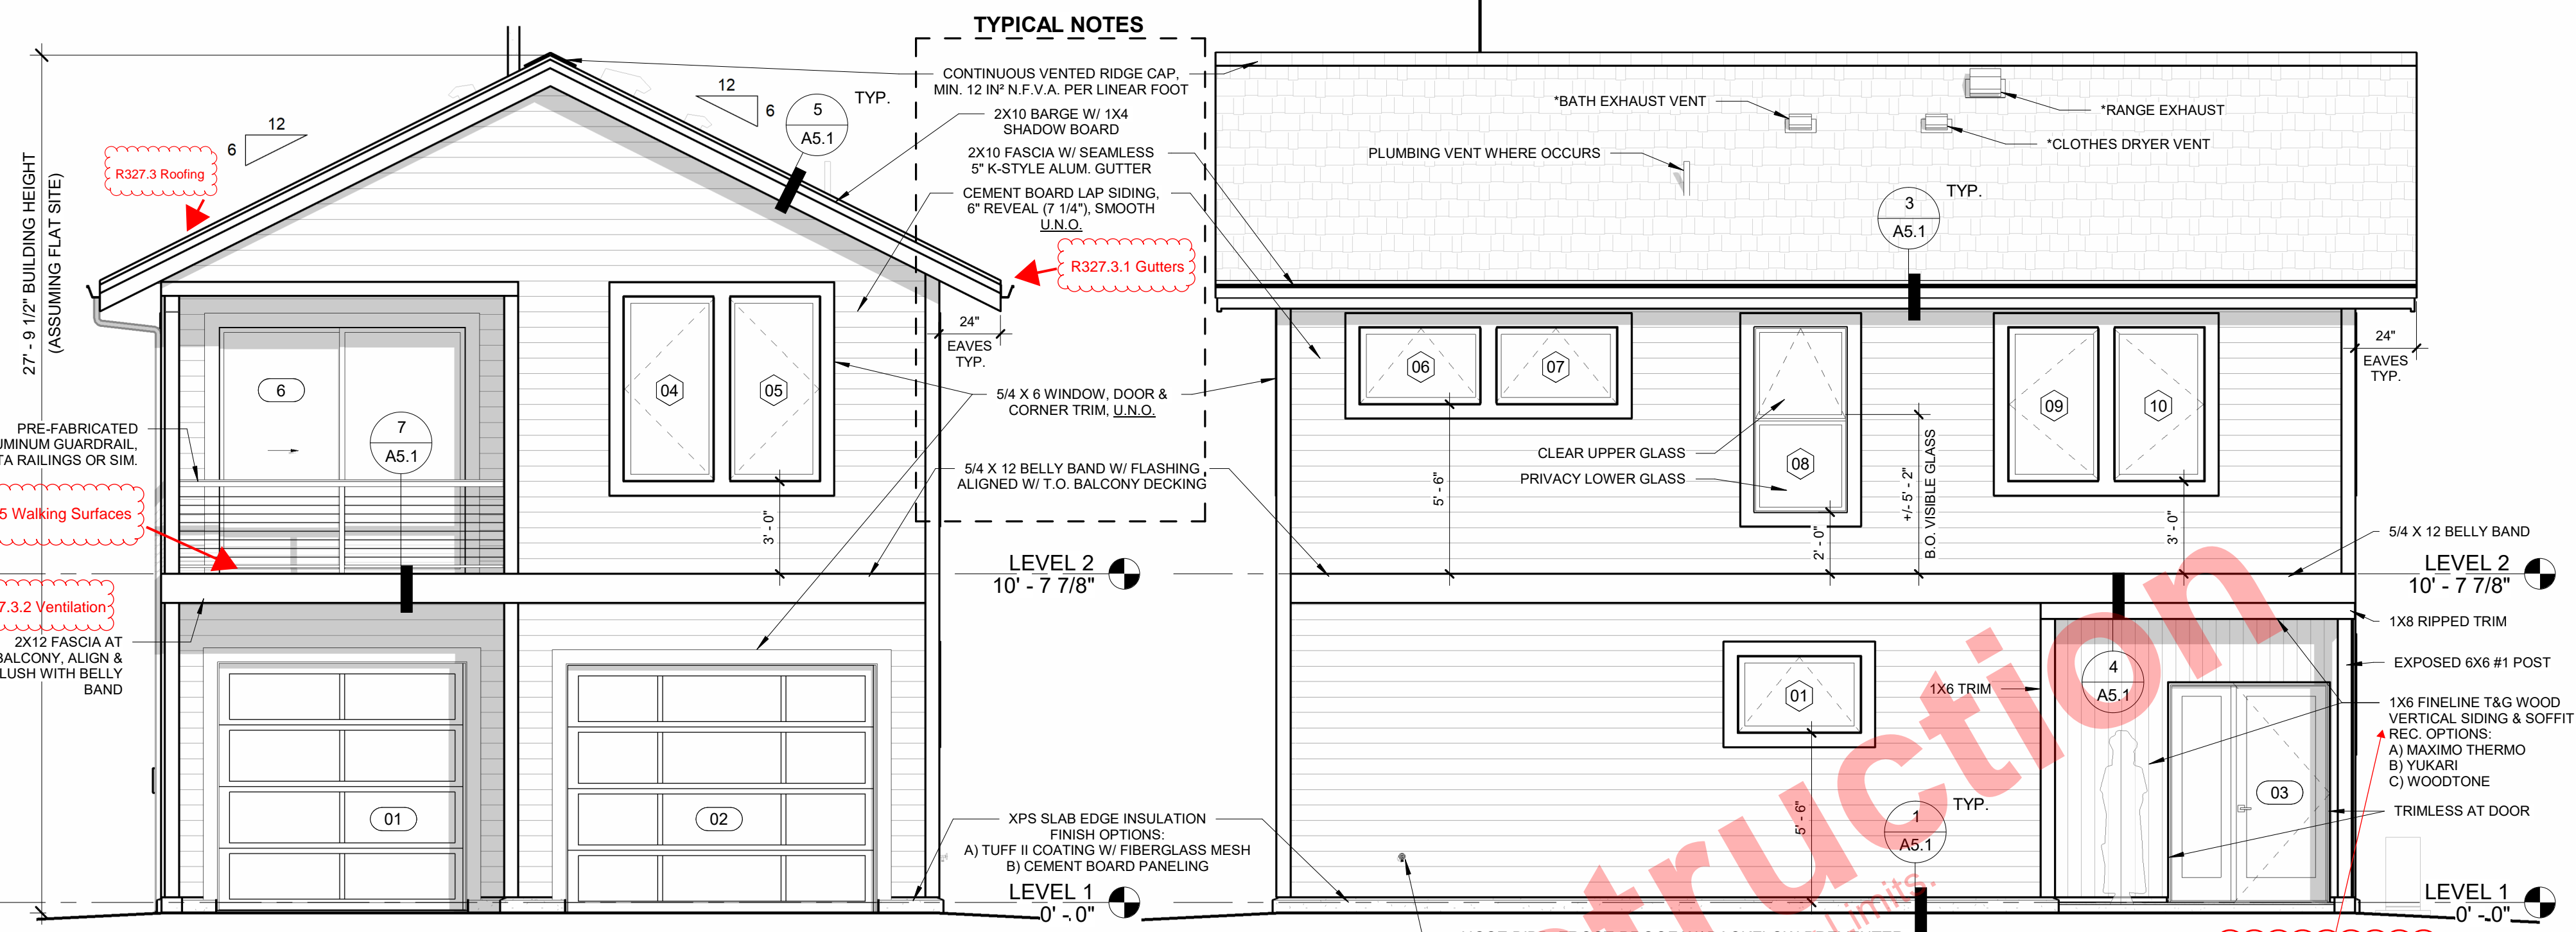 TYPICAL NOTES
CONTINUOUS VENTED RIDGE CAP,
MIN. 12 IN² N.F.V.A. PER LINEAR FOOT
2X10 BARGE W/ 1X4
SHADOW BOARD
2X10 FASCIA W/ SEAMLESS
5" K-STYLE ALUM. GUTTER
CEMENT BOARD LAP SIDING,
6" REVEAL (7 1/4"), SMOOTH
U.N.O.
R327.3.1 Gutters
5/4 X 6 WINDOW, DOOR &
CORNER TRIM, U.N.O.
5/4 X 12 BELLY BAND W/ FLASHING
ALIGNED W/ T.O. BALCONY DECKING
27' - 9 1/2" BUILDING HEIGHT
(ASSUMING FLAT SITE)
12
6
R327.3 Roofing
12
6
5
A5.1
TYP.
24"
EAVES
TYP.
6
7
A5.1
04
05
3' - 0"
PRE-FABRICATED
UMINUM GUARDRAIL,
TA RAILINGS OR SIM.
5 Walking Surfaces
7.3.2 Ventilation
2X12 FASCIA AT
BALCONY, ALIGN &
LUSH WITH BELLY
BAND
01
02
LEVEL 2
10' - 7 7/8"
XPS SLAB EDGE INSULATION
FINISH OPTIONS:
A) TUFF II COATING W/ FIBERGLASS MESH
B) CEMENT BOARD PANELING
LEVEL 1
0' - 0"
*BATH EXHAUST VENT
*RANGE EXHAUST
*CLOTHES DRYER VENT
PLUMBING VENT WHERE OCCURS
3
A5.1
TYP.
24"
EAVES
TYP.
06
07
08
09
10
CLEAR UPPER GLASS
PRIVACY LOWER GLASS
5' - 6"
2' - 0"
+/- 5' - 2"
B.O. VISIBLE GLASS
3' - 0"
5/4 X 12 BELLY BAND
LEVEL 2
10' - 7 7/8"
1X8 RIPPED TRIM
EXPOSED 6X6 #1 POST
1X6 TRIM
4
A5.1
01
5' - 6"
1
A5.1
TYP.
03
1X6 FINELINE T&G WOOD
VERTICAL SIDING & SOFFIT
REC. OPTIONS:
A) MAXIMO THERMO
B) YUKARI
C) WOODTONE
TRIMLESS AT DOOR
LEVEL 1
0' - 0"
truction
Limits.